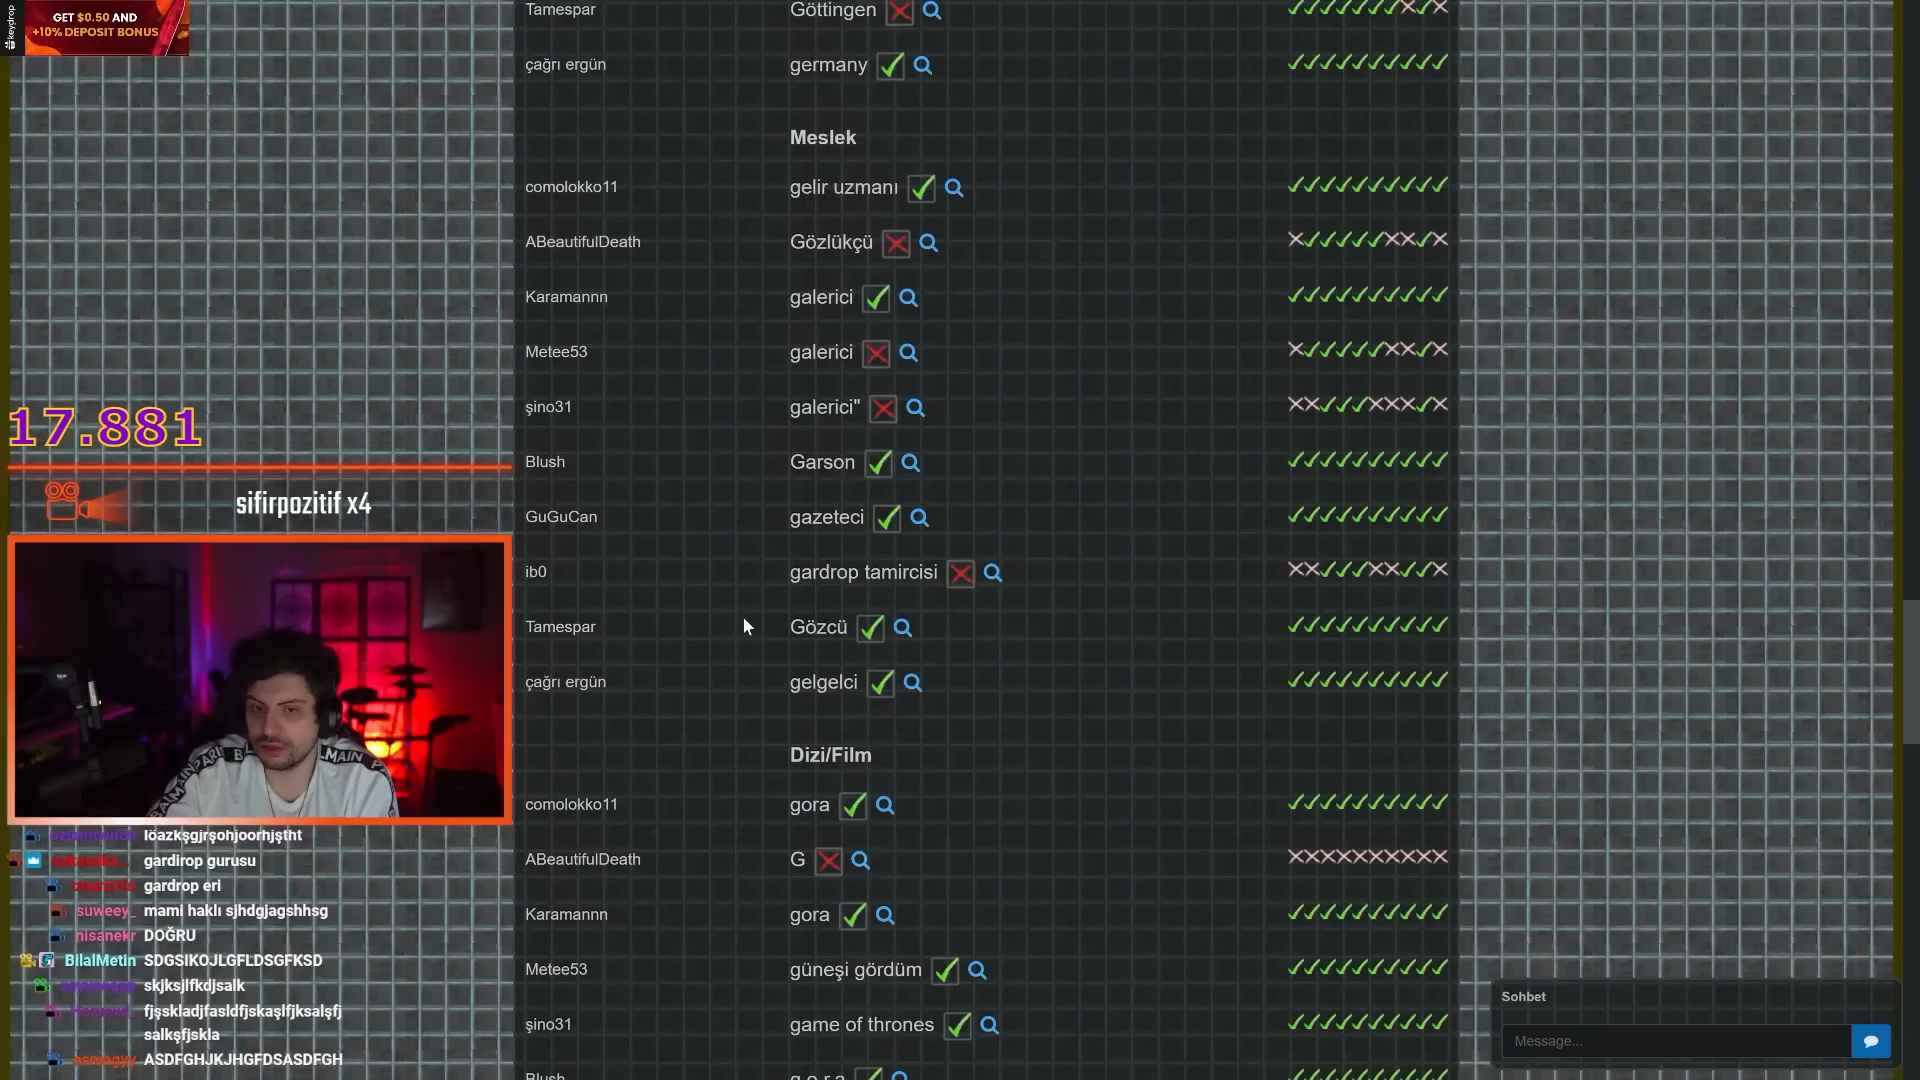 keydrop
GET $0.50 AND
+10% DEPOSIT BONUS
Tamespar Göttingen
çağrı ergün germany
Meslek
comolokko11 gelir uzmanı
ABeautifulDeath Gözlükçü
Karamannn galerici
Metee53 galerici
şino31 galerici"
Blush Garson
GuGuCan gazeteci
ib0 gardrop tamircisi
Tamespar Gözcü
çağrı ergün gelgelci
Dizi/Film
comolokko11 gora
ABeautifulDeath G
Karamannn gora
Metee53 güneşi gördüm
şino31 game of thrones
Blush g.o.r.a
17.881
sifirpozitif x4
löazkşgjrşohjoorhjştht
gardirop gurusu
gardrop eri
suweey_ mami haklı sjhdgjagshhsg
nisanekr DOĞRU
BilalMetin SDGSIKOJLGFLDSGFKSD
skjksjlfkdjsalk
fjşskladjfasldfjskaşlfjksalşfj
salkşfjskla
esmagyy ASDFGHJKJHGFDSASDFGH
Sohbet
Message...